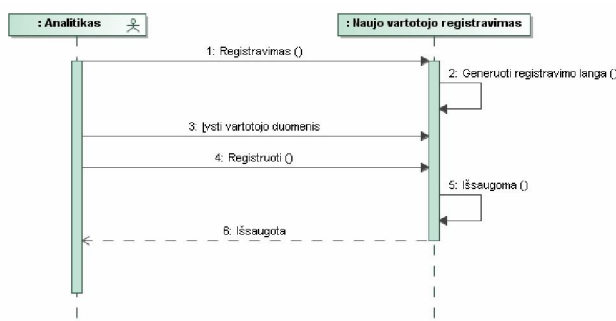 : Analitikas
: Naujo vartotojo registravimas
1: Registravimas ()
2: Generuoti registravimo langa ()
3: Įvsti vartotojo duomenis
4: Registruoti ()
5: Išsaugoma ()
6: Išsaugota